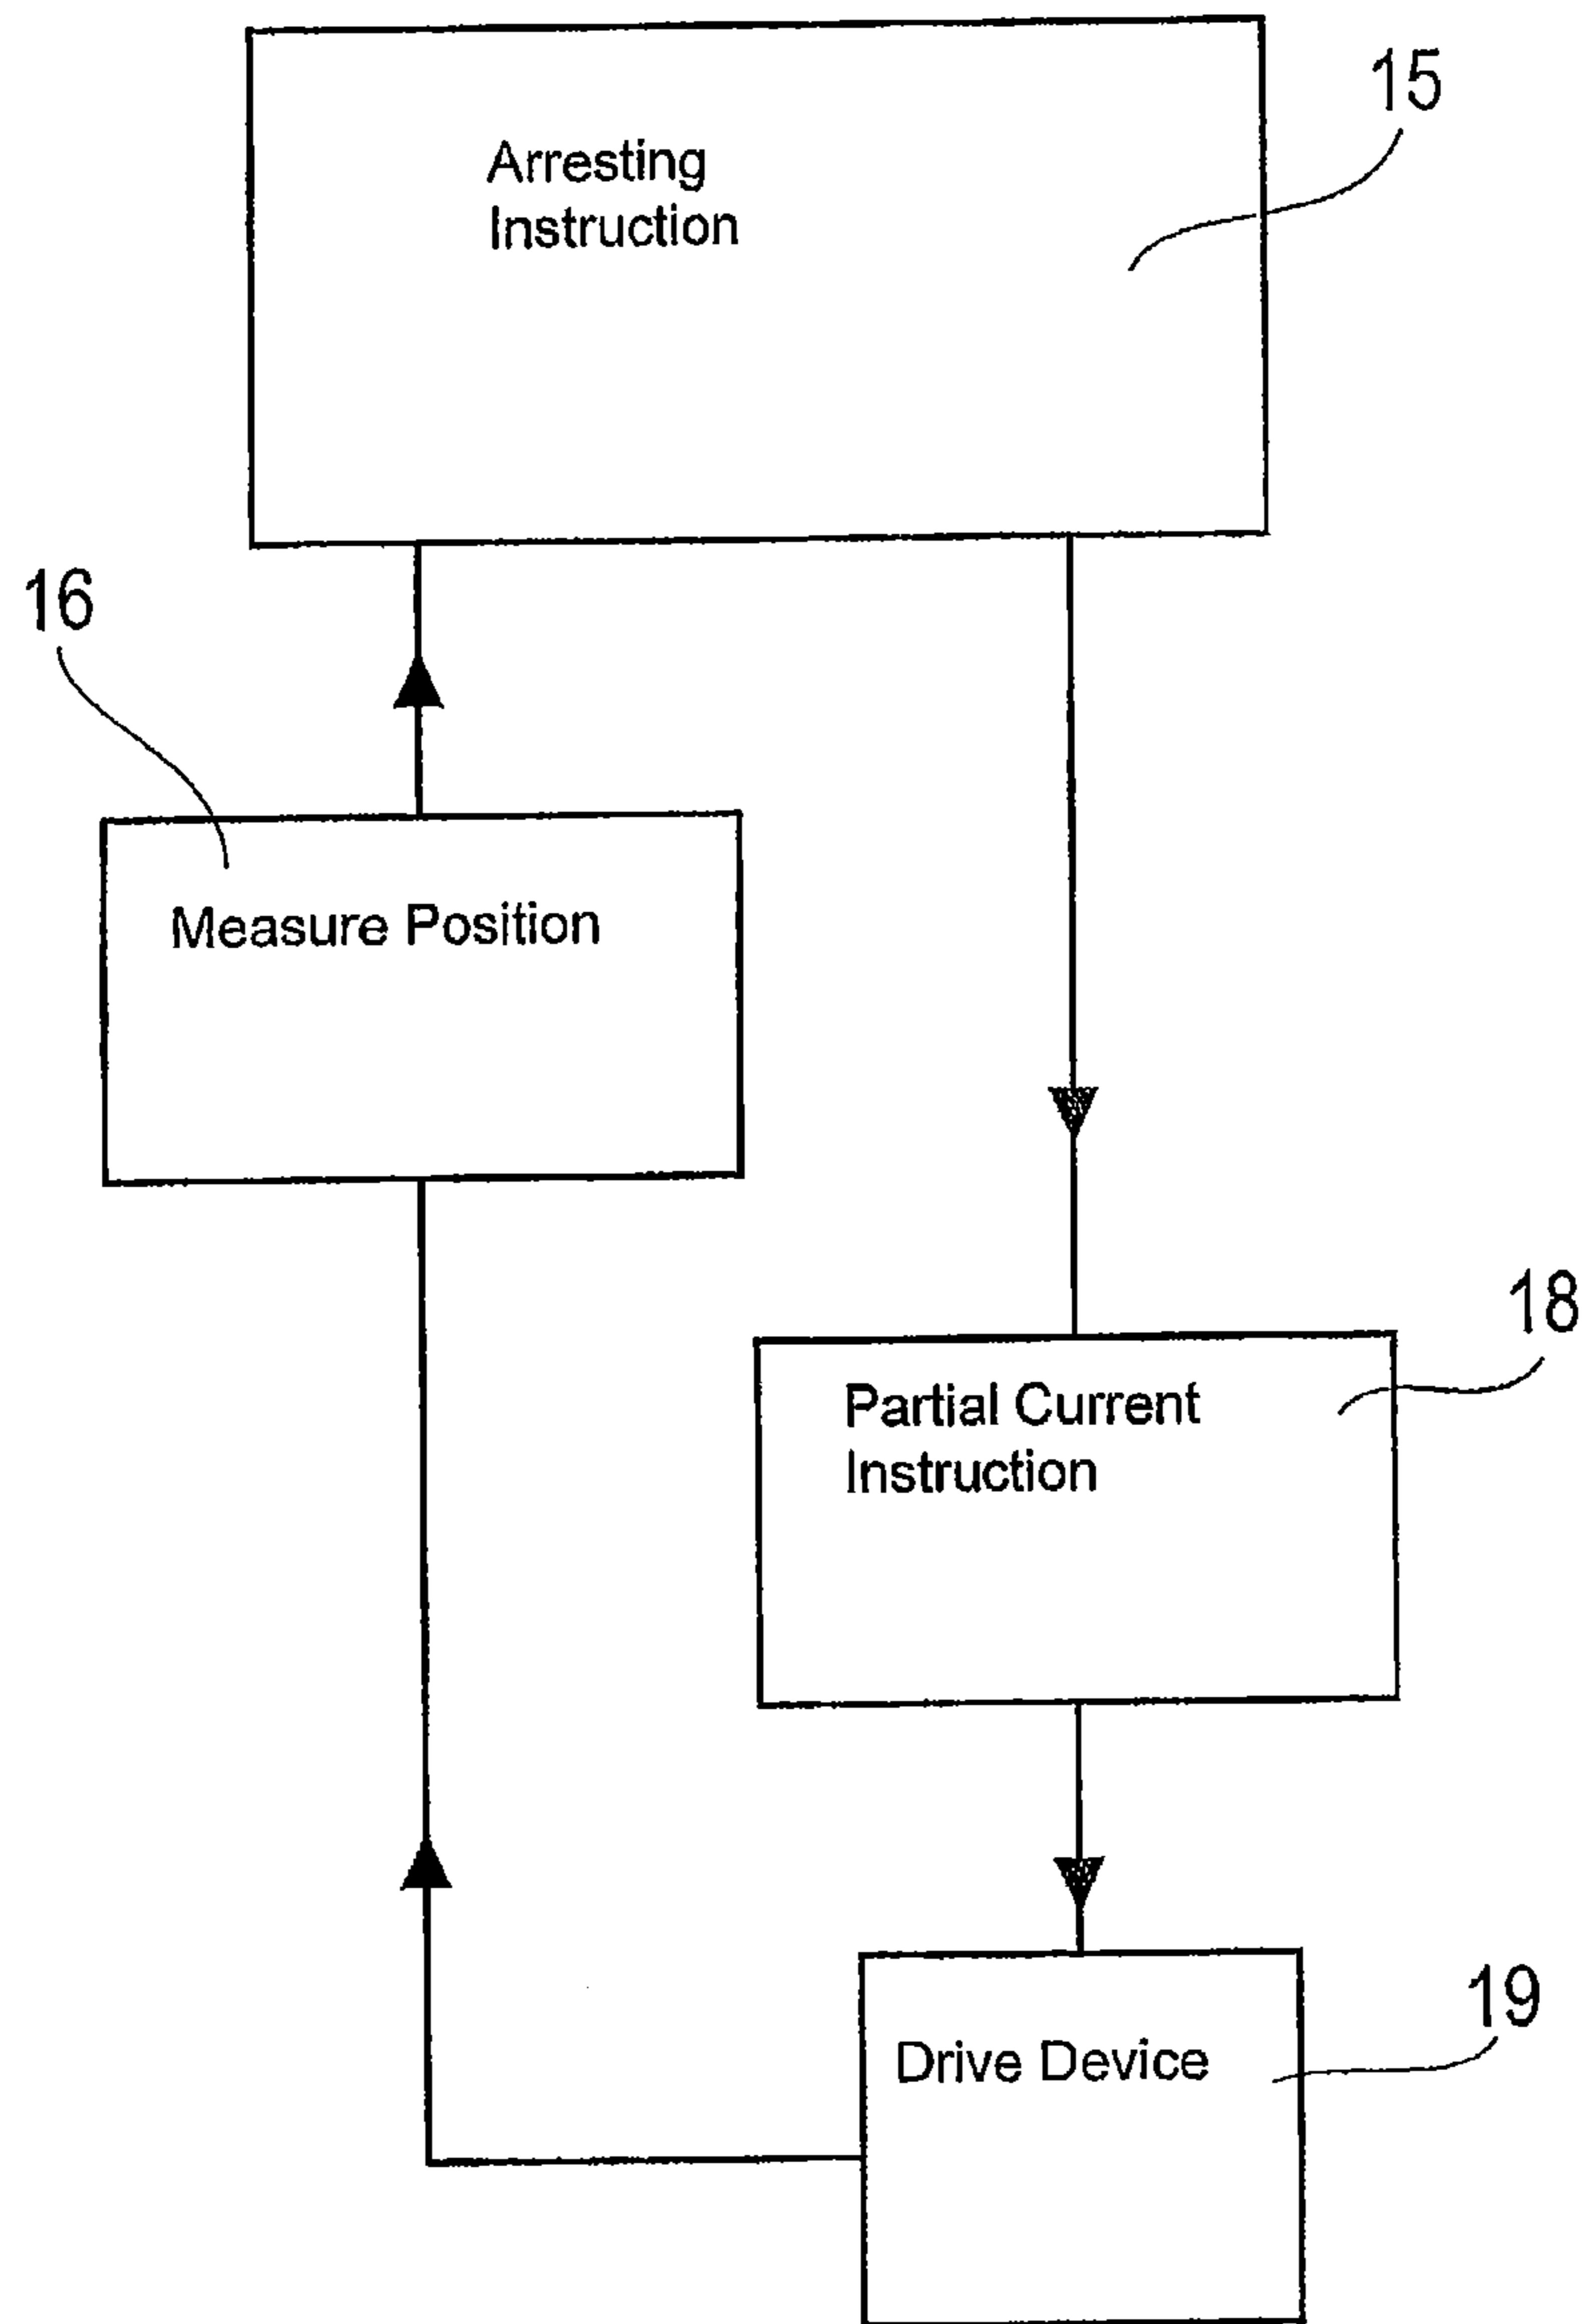 15
Arresting
Instruction
16
Measure Position
18
Partial Current
Instruction
19
Drive Device